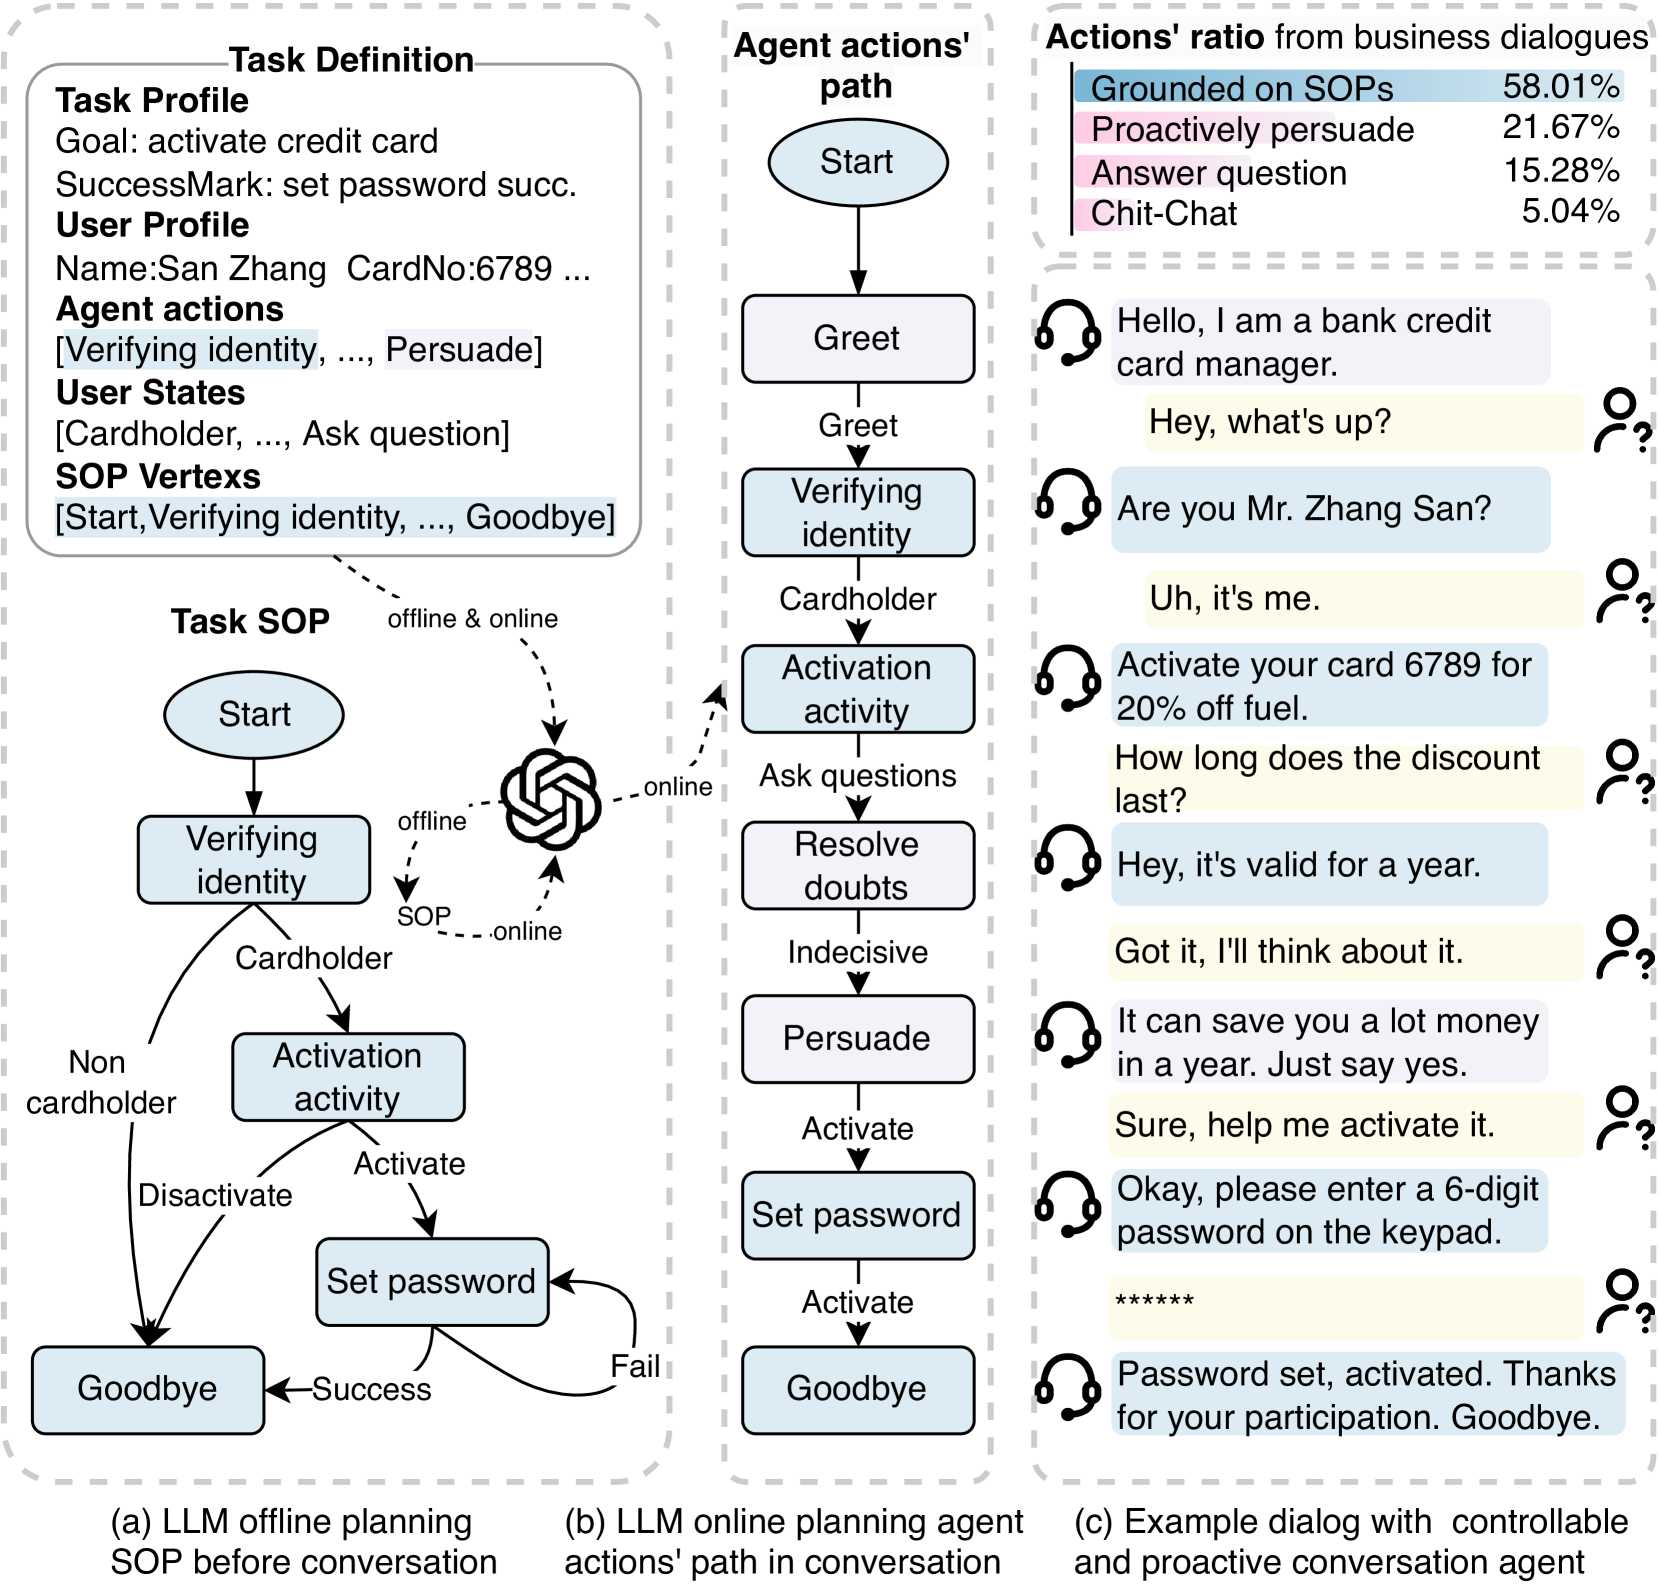 Task Definition
Task Profile
Goal: activate credit card
SuccessMark: set password succ.
User Profile
Name:San Zhang  CardNo:6789 ...
Agent actions
[Verifying identity, ..., Persuade]
User States
[Cardholder, ..., Ask question]
SOP Vertexs
[Start,Verifying identity, ..., Goodbye]
offline & online
Task SOP
Start
online
offline
Verifying
identity
SOP
online
Cardholder
Non
cardholder
Activation
activity
Activate
Disactivate
Set password
Fail
Success
Goodbye
(a) LLM offline planning
SOP before conversation
Agent actions'
path
Start
Greet
Greet
Verifying
identity
Cardholder
Activation
activity
Ask questions
Resolve
doubts
Indecisive
Persuade
Activate
Set password
Activate
Goodbye
(b) LLM online planning agent
actions' path in conversation
Actions' ratio from business dialogues
Grounded on SOPs 58.01%
Proactively persuade 21.67%
Answer question 15.28%
Chit-Chat 5.04%
Hello, I am a bank credit
card manager.
Hey, what's up?
Are you Mr. Zhang San?
Uh, it's me.
Activate your card 6789 for
20% off fuel.
How long does the discount
last?
Hey, it's valid for a year.
Got it, I'll think about it.
It can save you a lot money
in a year. Just say yes.
Sure, help me activate it.
Okay, please enter a 6-digit
password on the keypad.
******
Password set, activated. Thanks
for your participation. Goodbye.
(c) Example dialog with  controllable
and proactive conversation agent